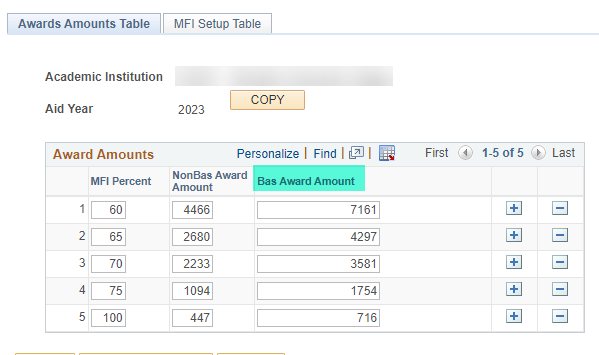 Awards Amounts Table MFI Setup Table
Academic Institution
Aid Year 2023 COPY
Award Amounts Personalize | Find | | First 1-5 of 5 Last
MFI Percent NonBas Award Amount Bas Award Amount
1 60 4466 7161
2 65 2680 4297
3 70 2233 3581
4 75 1094 1754
5 100 447 716